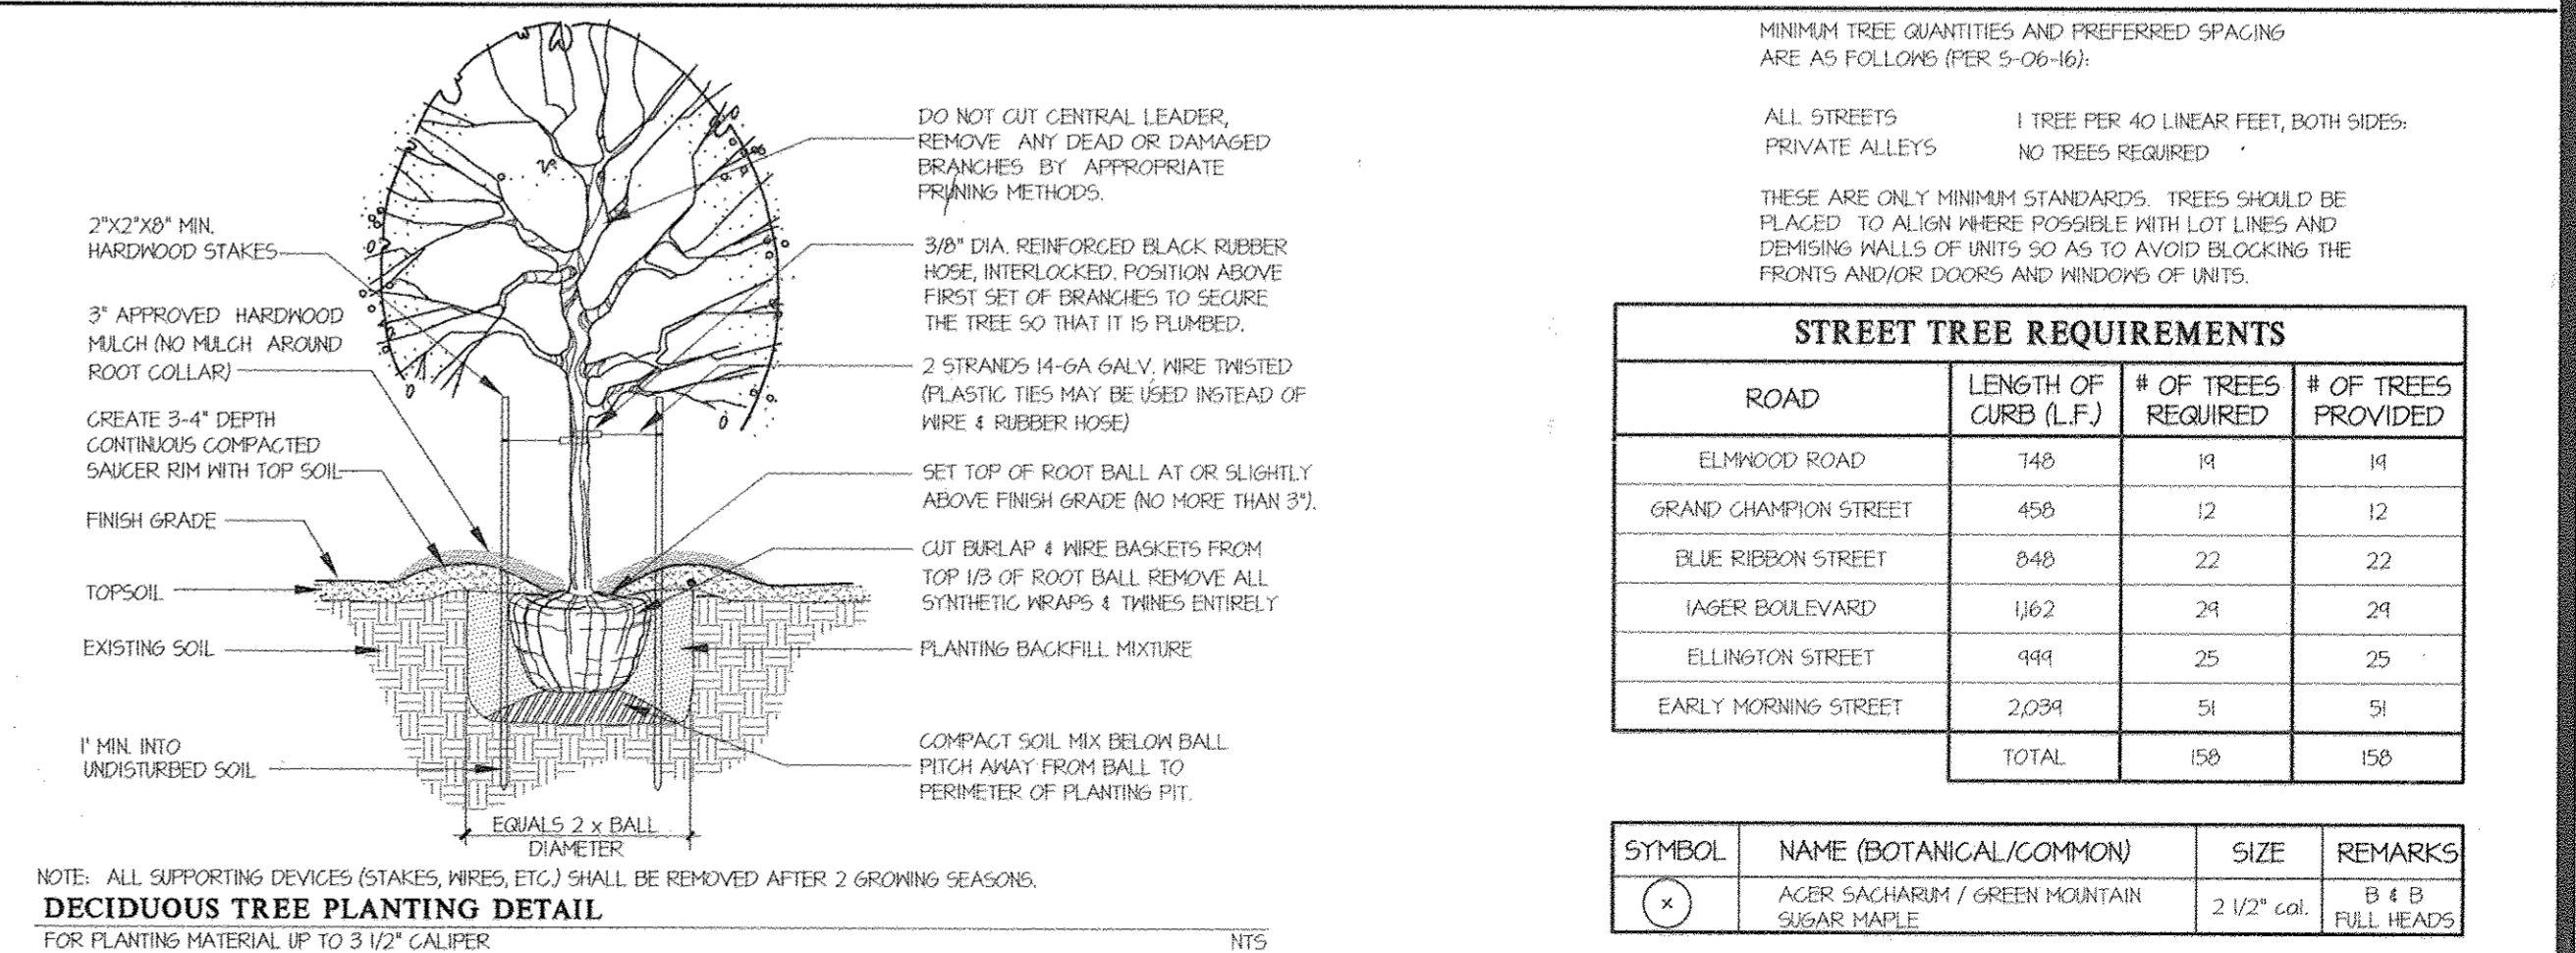 2"X2"X8" MIN.
HARDWOOD STAKES
3" APPROVED HARDWOOD
MULCH (NO MULCH AROUND
ROOT COLLAR)
CREATE 3-4" DEPTH
CONTINUOUS COMPACTED
SAUCER RIM WITH TOP SOIL
FINISH GRADE
TOPSOIL
EXISTING SOIL
1' MIN. INTO
UNDISTURBED SOIL
DO NOT CUT CENTRAL LEADER,
REMOVE ANY DEAD OR DAMAGED
BRANCHES BY APPROPRIATE
PRUNING METHODS.
3/8" DIA. REINFORCED BLACK RUBBER
HOSE, INTERLOCKED. POSITION ABOVE
FIRST SET OF BRANCHES TO SECURE
THE TREE SO THAT IT IS PLUMBED.
2 STRANDS 14-GA GALV. WIRE TWISTED
(PLASTIC TIES MAY BE USED INSTEAD OF
WIRE & RUBBER HOSE)
SET TOP OF ROOT BALL AT OR SLIGHTLY
ABOVE FINISH GRADE (NO MORE THAN 3").
CUT BURLAP & WIRE BASKETS FROM
TOP 1/3 OF ROOT BALL REMOVE ALL
SYNTHETIC WRAPS & TWINES ENTIRELY
PLANTING BACKFILL MIXTURE
COMPACT SOIL MIX BELOW BALL
PITCH AWAY FROM BALL TO
PERIMETER OF PLANTING PIT.
EQUALS 2 x BALL
DIAMETER
NOTE: ALL SUPPORTING DEVICES (STAKES, WIRES, ETC.) SHALL BE REMOVED AFTER 2 GROWING SEASONS.
DECIDUOUS TREE PLANTING DETAIL
FOR PLANTING MATERIAL UP TO 3 1/2" CALIPER NTS
MINIMUM TREE QUANTITIES AND PREFERRED SPACING
ARE AS FOLLOWS (PER S-06-16):
ALL STREETS 1 TREE PER 40 LINEAR FEET, BOTH SIDES:
PRIVATE ALLEYS NO TREES REQUIRED
THESE ARE ONLY MINIMUM STANDARDS. TREES SHOULD BE
PLACED TO ALIGN WHERE POSSIBLE WITH LOT LINES AND
DEMISING WALLS OF UNITS SO AS TO AVOID BLOCKING THE
FRONTS AND/OR DOORS AND WINDOWS OF UNITS.
STREET TREE REQUIREMENTS
ROAD LENGTH OF CURB (L.F.) # OF TREES REQUIRED # OF TREES PROVIDED
ELMWOOD ROAD 748 19 19
GRAND CHAMPION STREET 458 12 12
BLUE RIBBON STREET 848 22 22
IAGER BOULEVARD 1,162 29 29
ELLINGTON STREET 999 25 25
EARLY MORNING STREET 2,039 51 51
TOTAL 158 158
SYMBOL NAME (BOTANICAL/COMMON) SIZE REMARKS
X ACER SACHARUM / GREEN MOUNTAIN SUGAR MAPLE 2 1/2" cal. B & B FULL HEADS